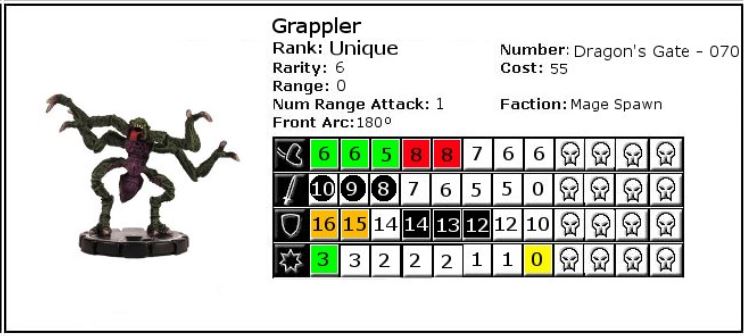 Grappler
Rank: Unique
Number: Dragon's Gate - 070
Rarity: 6
Cost: 55
Range: 0
Num Range Attack: 1
Faction: Mage Spawn
Front Arc:180º
6 6 5 8 8 7 6 6
10 9 8 7 6 5 5 0
16 15 14 14 13 12 12 10
3 3 2 2 2 1 1 0